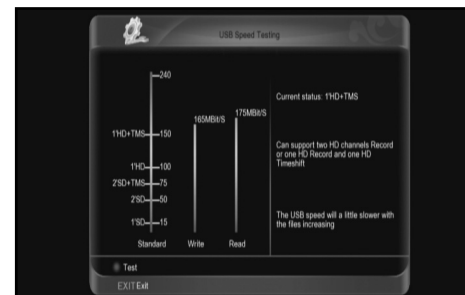 USB Speed Testing
240
1'HD+TMS 150
1'HD 100
2'SD+TMS 75
2'SD 50
1'SD 15
Standard
165MBit/S
Write
175MBit/S
Read
Current status: 1'HD+TMS
Can support two HD channels Record
or one HD Record and one HD
Timeshift
The USB speed will a little slower with
the files increasing
Test
EXIT Exit